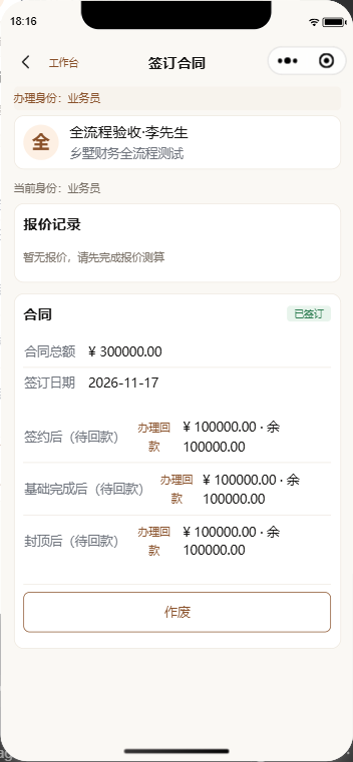 18:16
工作台
签订合同
办理身份：业务员
全
全流程验收·李先生
乡墅财务全流程测试
当前身份：业务员
报价记录
暂无报价，请先完成报价测算
合同
已签订
合同总额 ¥ 300000.00
签订日期 2026-11-17
签约后（待回款） 办理回款 ¥ 100000.00 · 余
100000.00
基础完成后（待回款） 办理回款 ¥ 100000.00 · 余
100000.00
封顶后（待回款） 办理回款 ¥ 100000.00 · 余
100000.00
作废